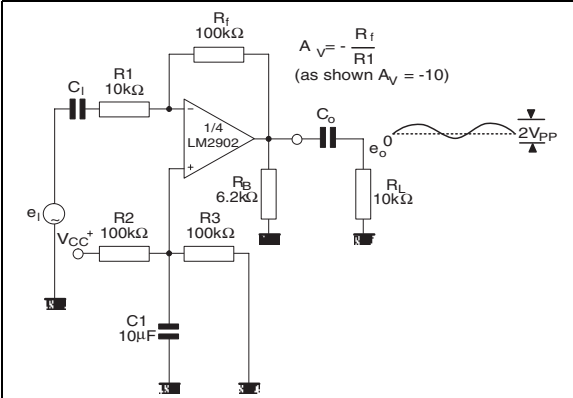 Rf
100kΩ
A V = - Rf / R1
(as shown AV = -10)
CI
R1
10kΩ
1/4
LM2902
Co
eo
0
2VPP
RB
6.2kΩ
RL
10kΩ
eI
~
VCC+
R2
100kΩ
R3
100kΩ
C1
10μF